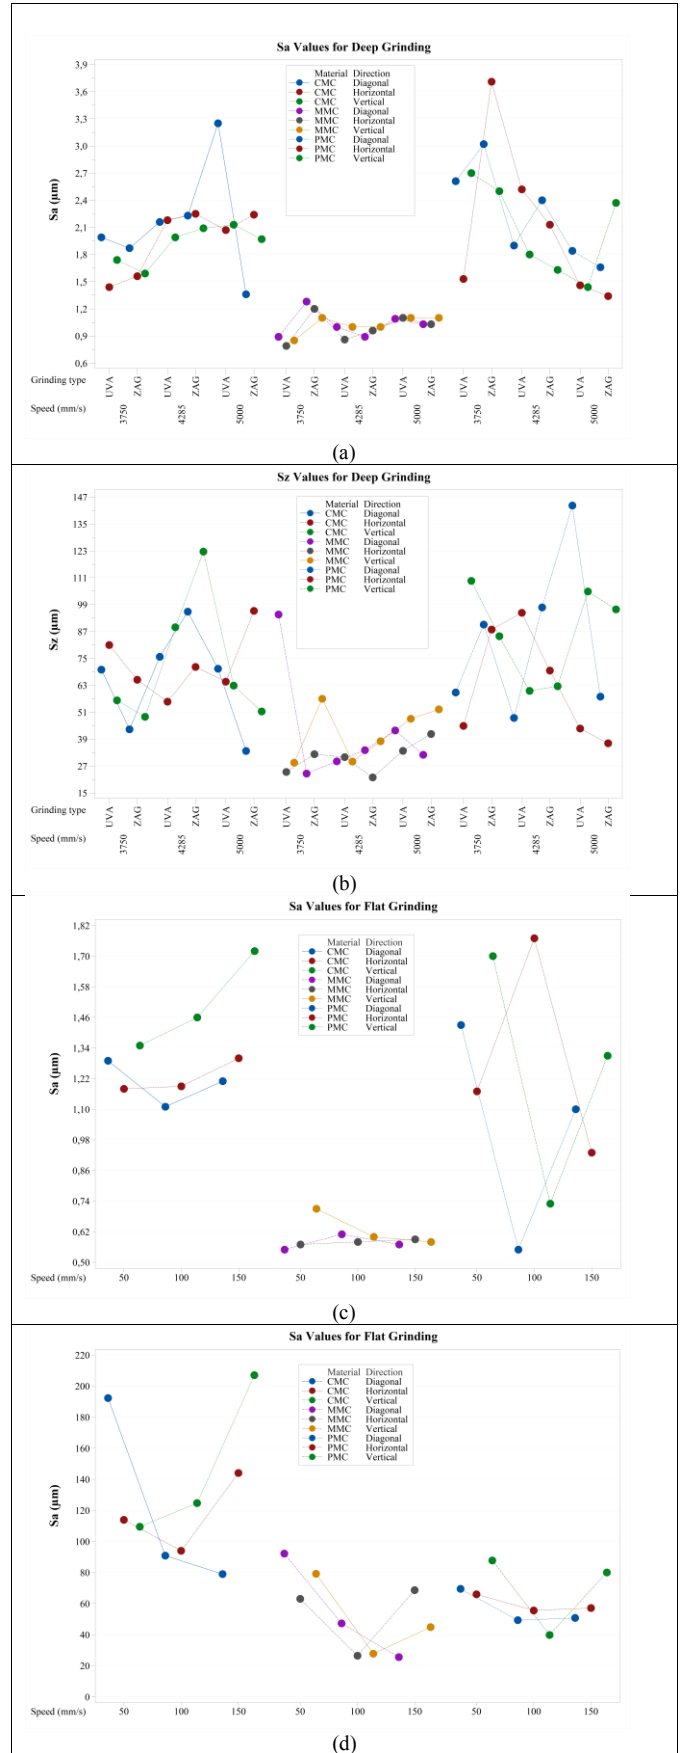 Sa Values for Deep Grinding
3,9
3,6
3,3
3,0
2,7
2,4
2,1
1,8
1,5
1,2
0,9
0,6
Sa (µm)
Material Direction
CMC Diagonal
CMC Horizontal
CMC Vertical
MMC Diagonal
MMC Horizontal
MMC Vertical
PMC Diagonal
PMC Horizontal
PMC Vertical
Grinding type UVA ZAG UVA ZAG UVA ZAG UVA ZAG UVA ZAG UVA ZAG UVA ZAG UVA ZAG UVA ZAG
Speed (mm/s) 3750 4285 5000 3750 4285 5000 3750 4285 5000
(a)
Sz Values for Deep Grinding
147
135
123
111
99
87
75
63
51
39
27
15
Sz (µm)
Material Direction
CMC Diagonal
CMC Horizontal
CMC Vertical
MMC Diagonal
MMC Horizontal
MMC Vertical
PMC Diagonal
PMC Horizontal
PMC Vertical
Grinding type UVA ZAG UVA ZAG UVA ZAG UVA ZAG UVA ZAG UVA ZAG UVA ZAG UVA ZAG UVA ZAG
Speed (mm/s) 3750 4285 5000 3750 4285 5000 3750 4285 5000
(b)
Sa Values for Flat Grinding
1,82
1,70
1,58
1,46
1,34
1,22
1,10
0,98
0,86
0,74
0,62
0,50
Sa (µm)
Material Direction
CMC Diagonal
CMC Horizontal
CMC Vertical
MMC Diagonal
MMC Horizontal
MMC Vertical
PMC Diagonal
PMC Horizontal
PMC Vertical
Speed (mm/s) 50 100 150 50 100 150 50 100 150
(c)
Sa Values for Flat Grinding
220
200
180
160
140
120
100
80
60
40
20
0
Sa (µm)
Material Direction
CMC Diagonal
CMC Horizontal
CMC Vertical
MMC Diagonal
MMC Horizontal
MMC Vertical
PMC Diagonal
PMC Horizontal
PMC Vertical
Speed (mm/s) 50 100 150 50 100 150 50 100 150
(d)